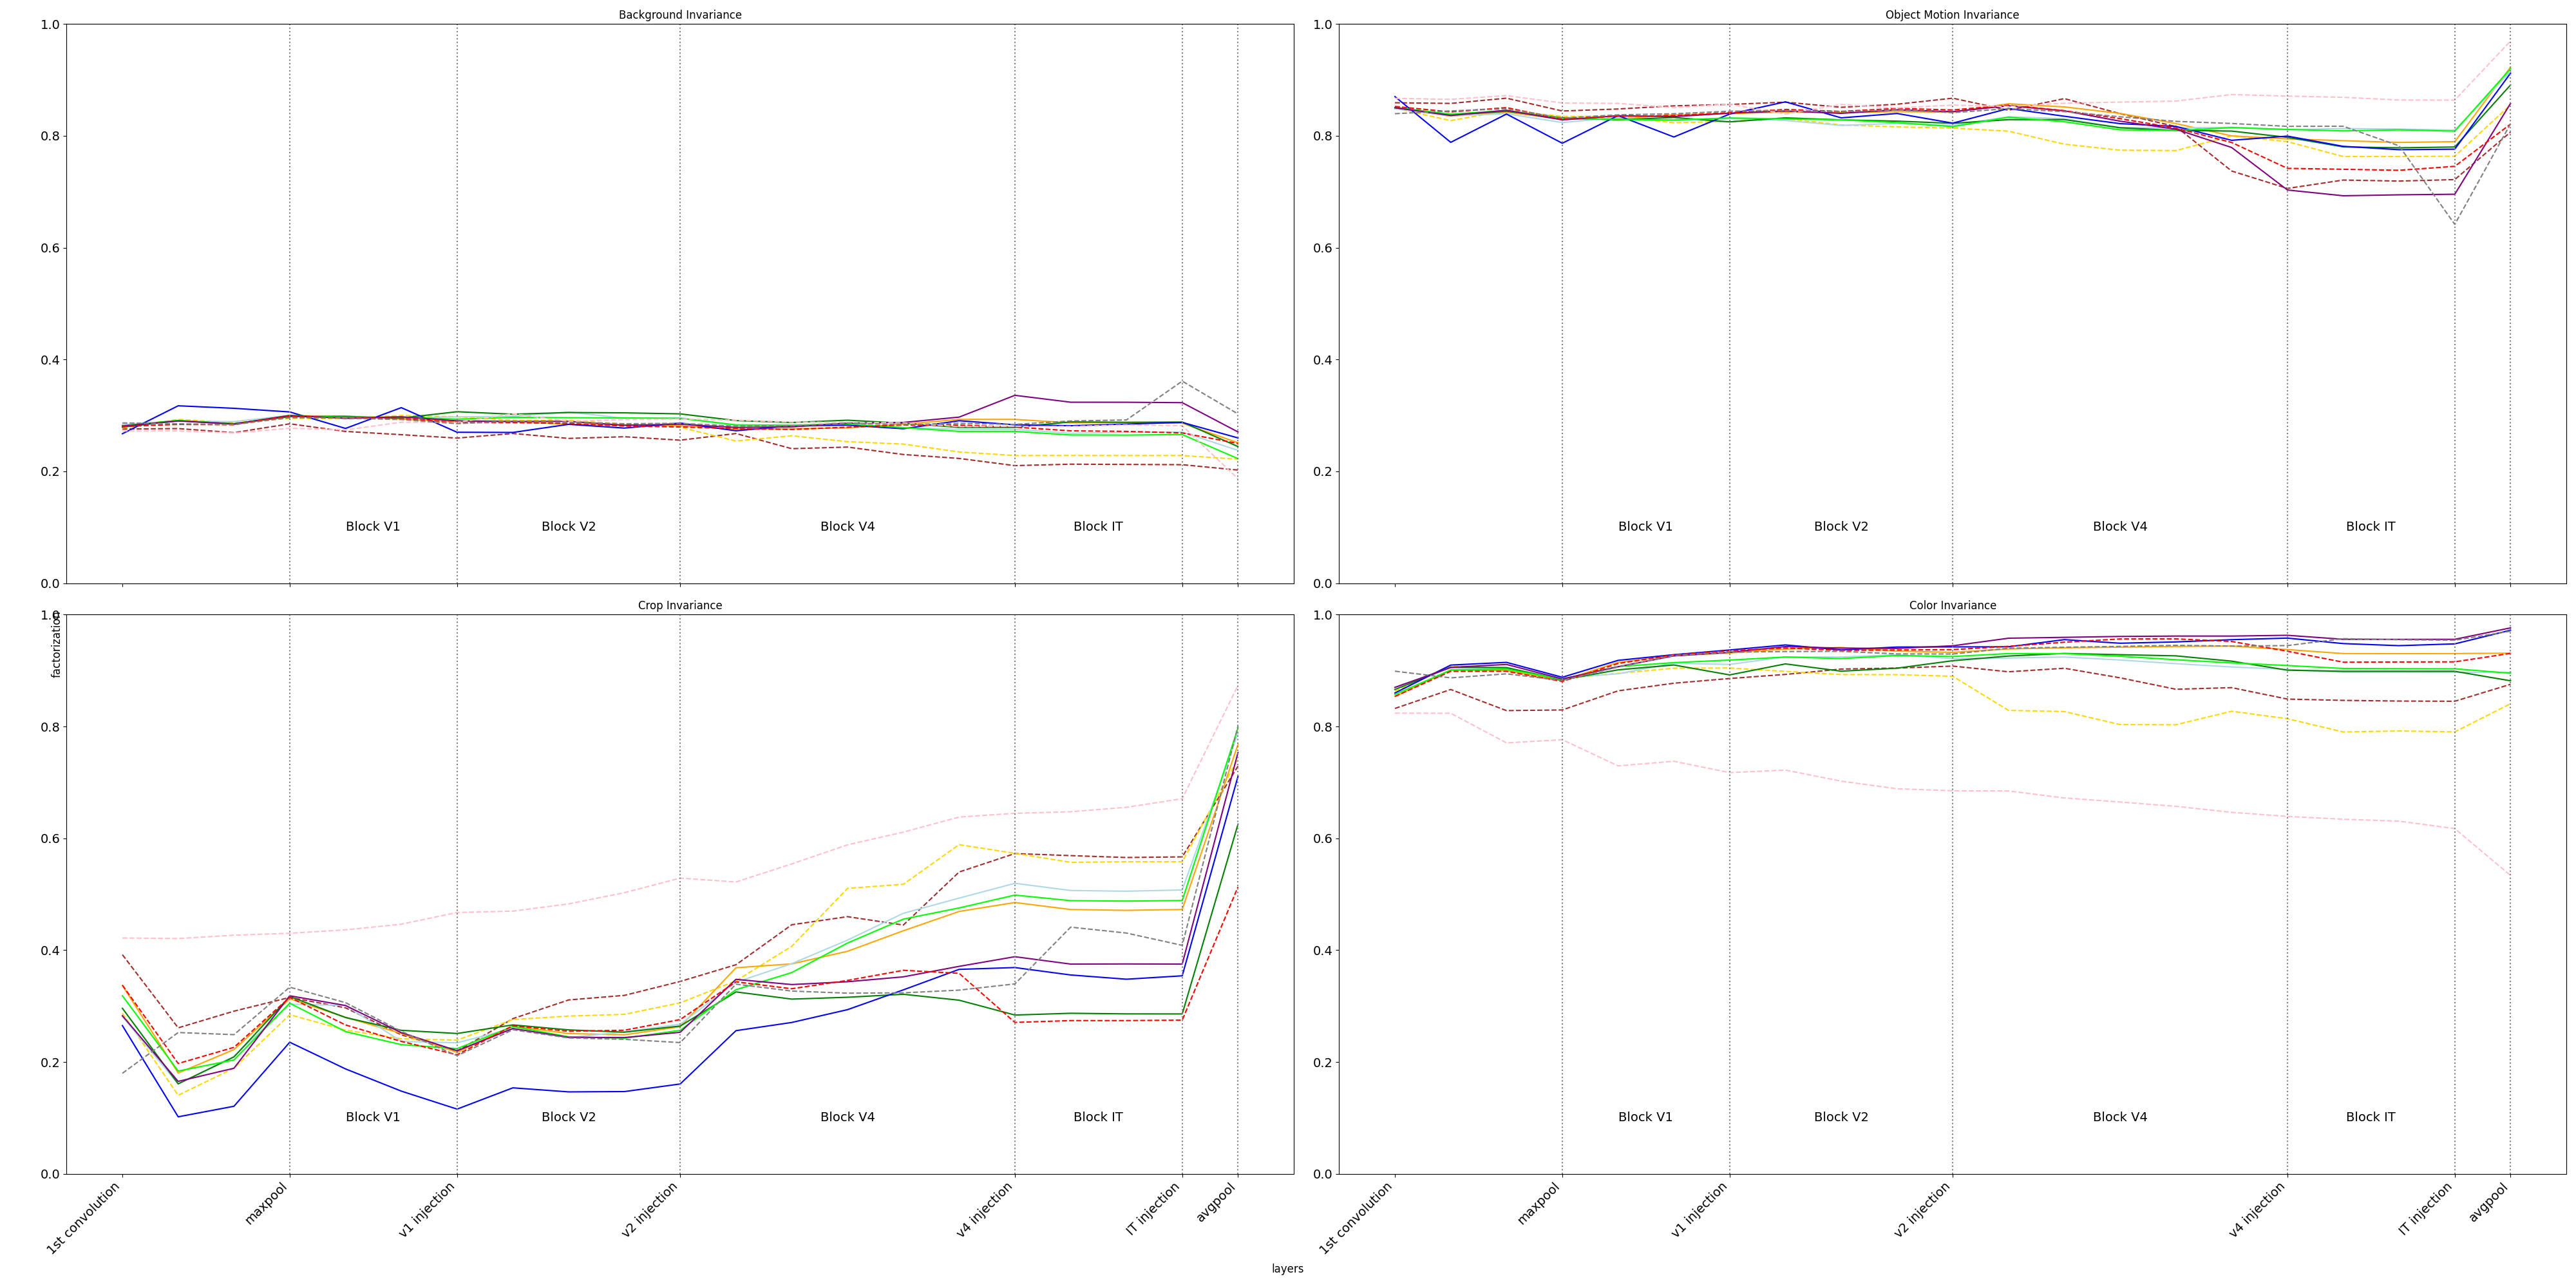 Background Invariance
Object Motion Invariance
1.0
0.8
0.6
0.4
0.2
0.0
Block V1
Block V2
Block V4
Block IT
1.0
0.8
0.6
0.4
0.2
0.0
Block V1
Block V2
Block V4
Block IT
Crop Invariance
Color Invariance
factorization
1.0
0.8
0.6
0.4
0.2
0.0
Block V1
Block V2
Block V4
Block IT
1st convolution
maxpool
v1 injection
v2 injection
v4 injection
IT injection
avgpool
1.0
0.8
0.6
0.4
0.2
0.0
Block V1
Block V2
Block V4
Block IT
1st convolution
maxpool
v1 injection
v2 injection
v4 injection
IT injection
avgpool
layers